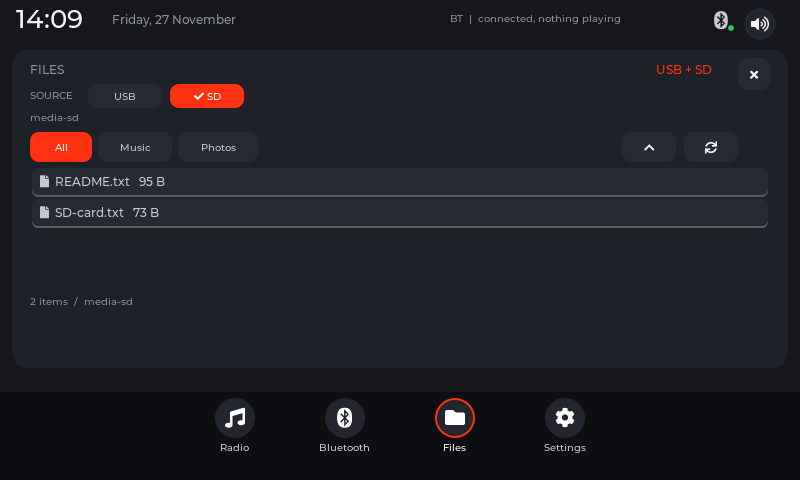 14:09 Friday, 27 November BT | connected, nothing playing
FILES USB + SD
SOURCE USB SD
media-sd
All Music Photos
README.txt 95 B
SD-card.txt 73 B
2 items / media-sd
Radio Bluetooth Files Settings